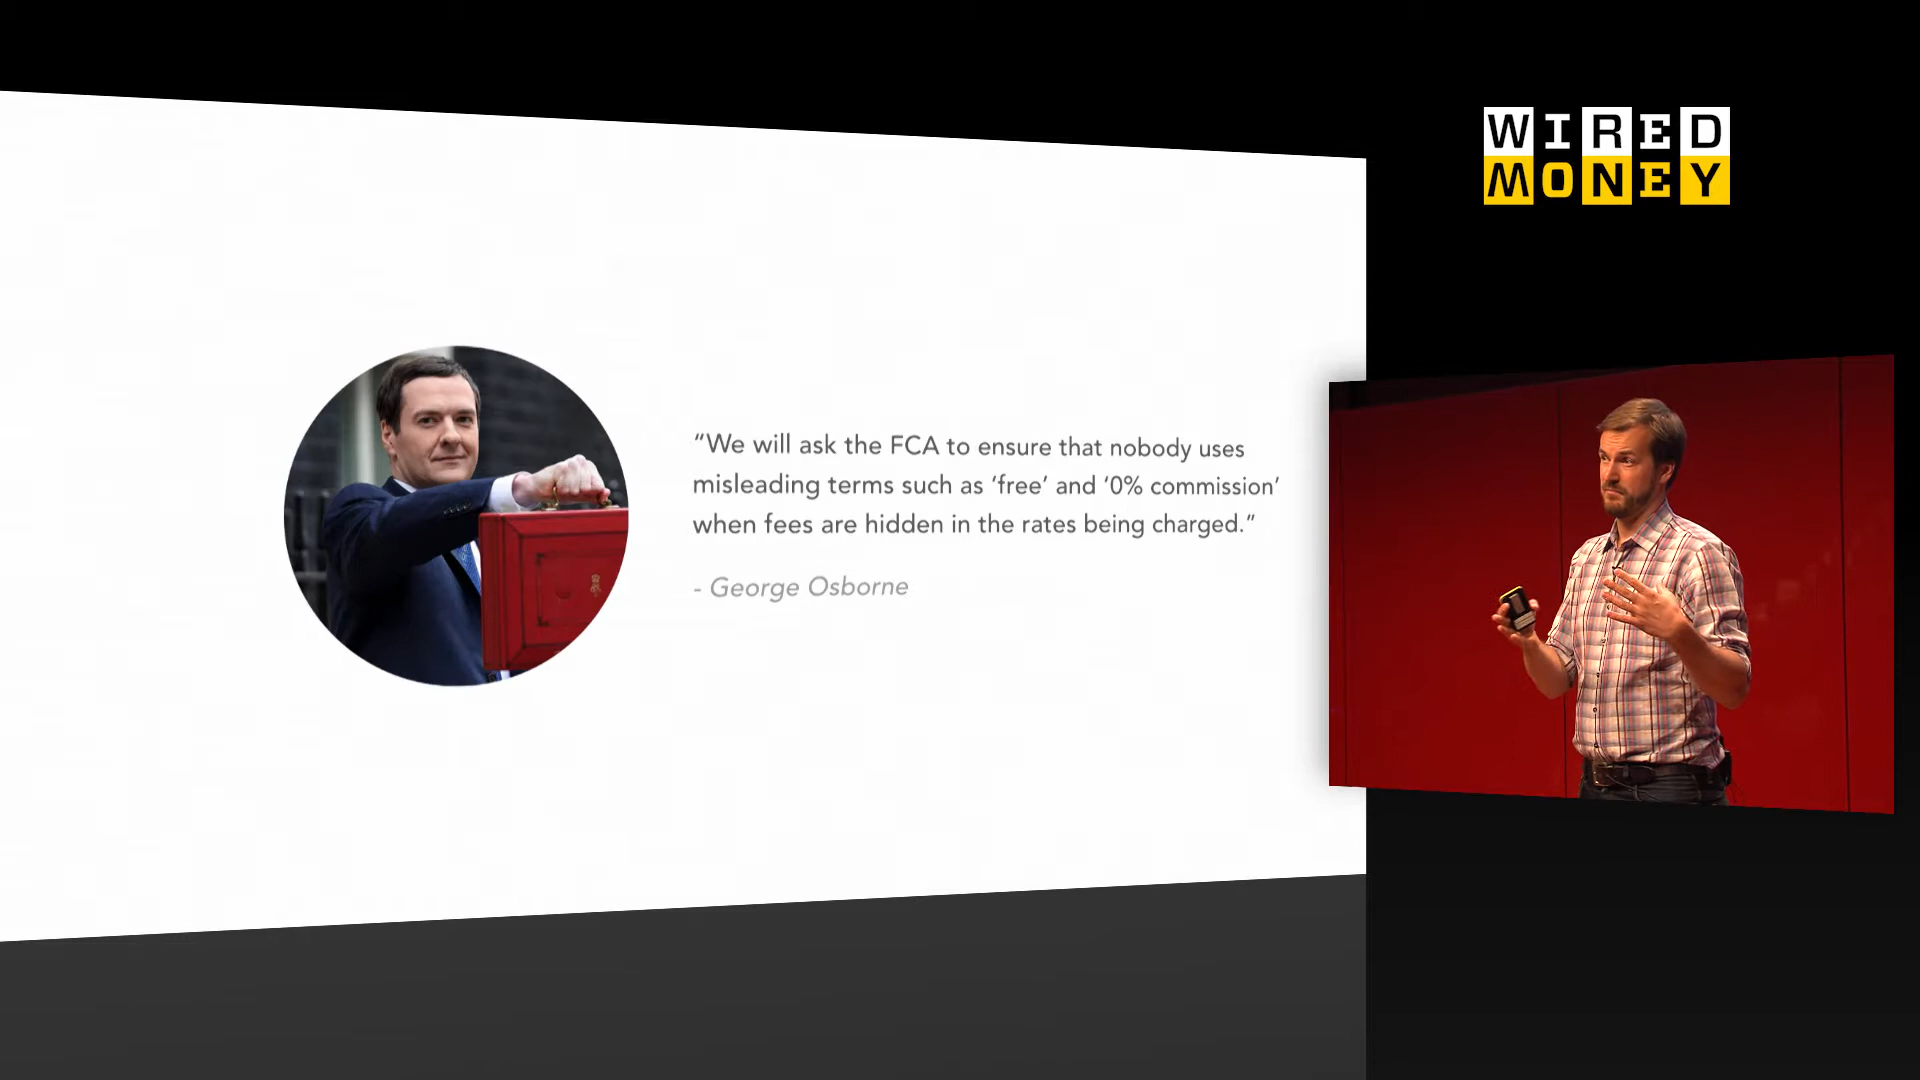 WIRED
MONEY
“We will ask the FCA to ensure that nobody uses
misleading terms such as ‘free’ and ‘0% commission’
when fees are hidden in the rates being charged.”
- George Osborne